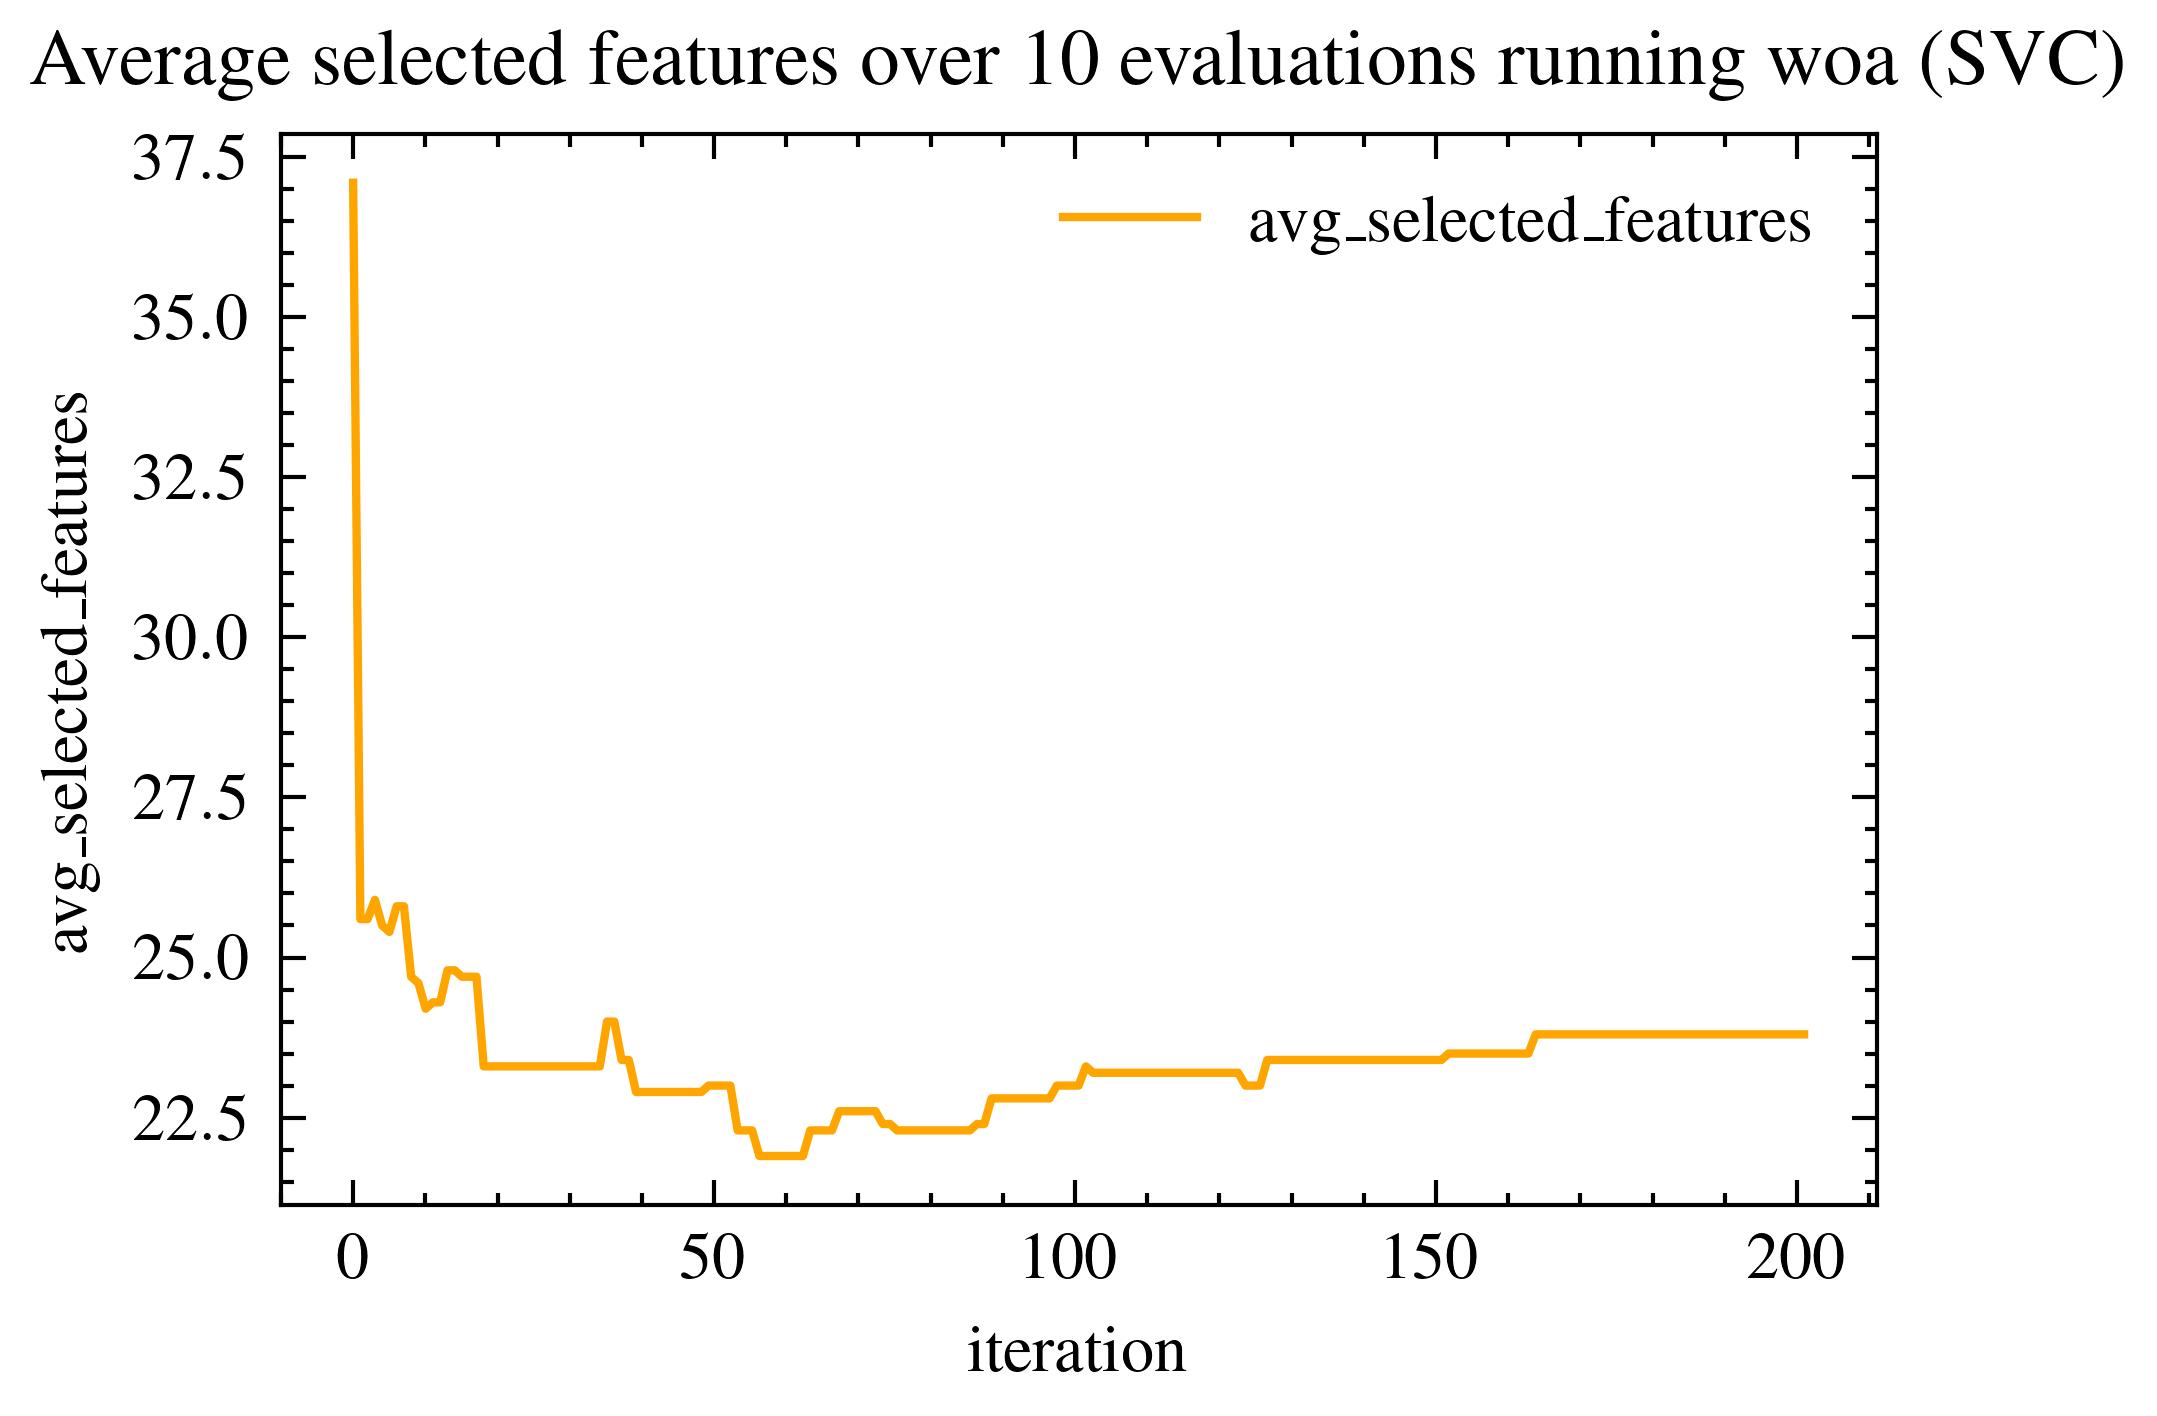 Average selected features over 10 evaluations running woa (SVC)
avg_selected_features
37.5
35.0
32.5
30.0
27.5
25.0
22.5
avg_selected_features
0 50 100 150 200
iteration